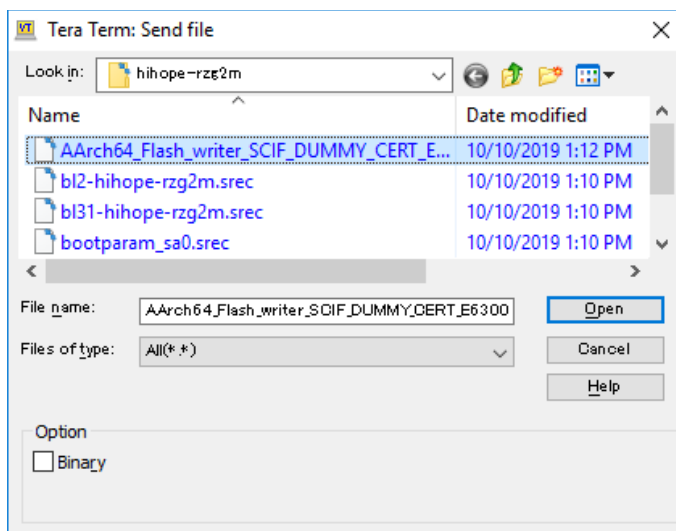 VT Tera Term: Send file
Look in: hihope-rzg2m
Name Date modified
AArch64_Flash_writer_SCIF_DUMMY_CERT_E... 10/10/2019 1:12 PM
bl2-hihope-rzg2m.srec 10/10/2019 1:10 PM
bl31-hihope-rzg2m.srec 10/10/2019 1:10 PM
bootparam_sa0.srec 10/10/2019 1:10 PM
File name: AArch64_Flash_writer_SCIF_DUMMY_CERT_E6300 Open
Files of type: All(*.*) Cancel
Help
Option
Binary